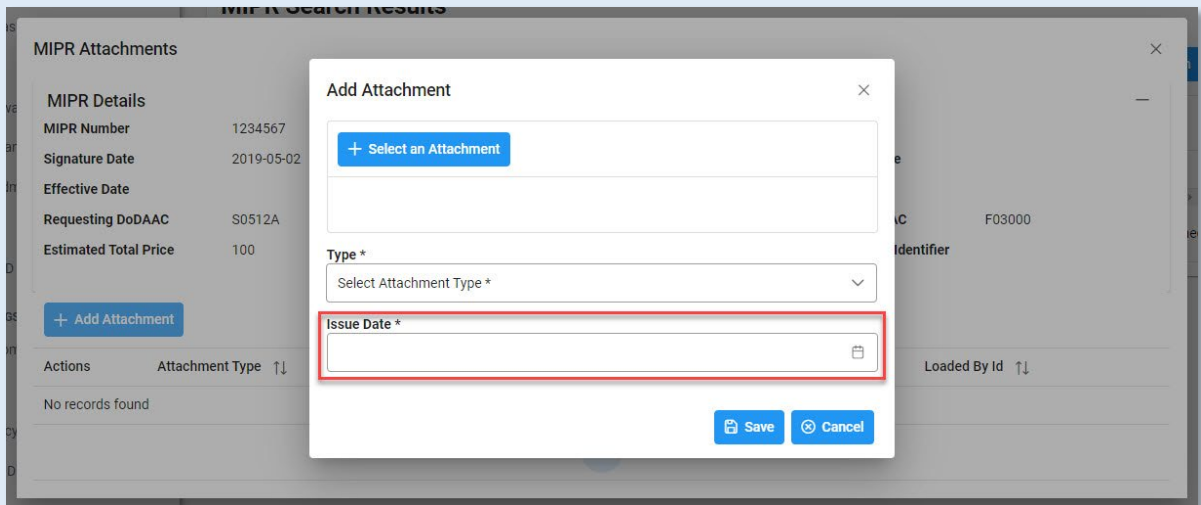 MIPR Search Results
MIPR Attachments
Add Attachment
MIPR Details
MIPR Number 1234567
Select an Attachment
Signature Date 2019-05-02
Effective Date
Requesting DoDAAC S0512A F03000
Estimated Total Price 100 Identifier
Type *
Select Attachment Type *
Add Attachment
Issue Date *
Actions Attachment Type Loaded By Id
No records found
Save Cancel